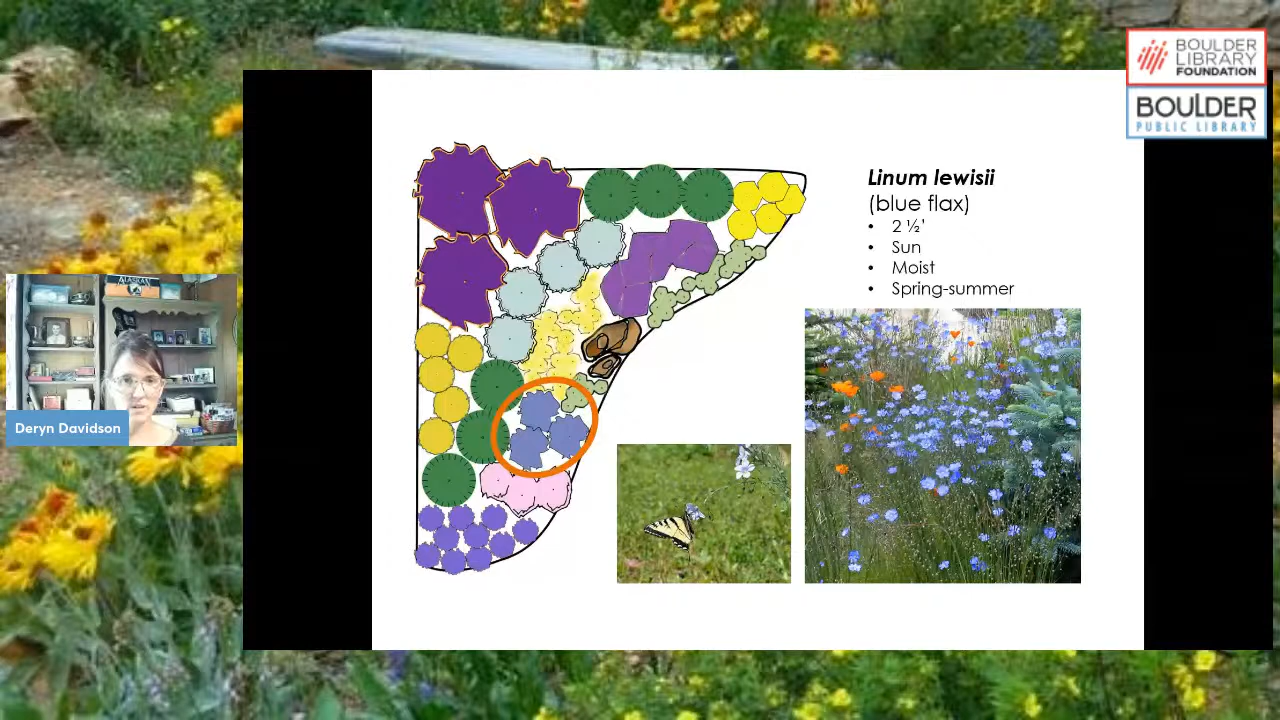 BOULDER
LIBRARY
FOUNDATION
BOULDER
PUBLIC LIBRARY
Linum lewisii
(blue flax)
• 2 ½'
• Sun
• Moist
• Spring-summer
ALASKA
Deryn Davidson